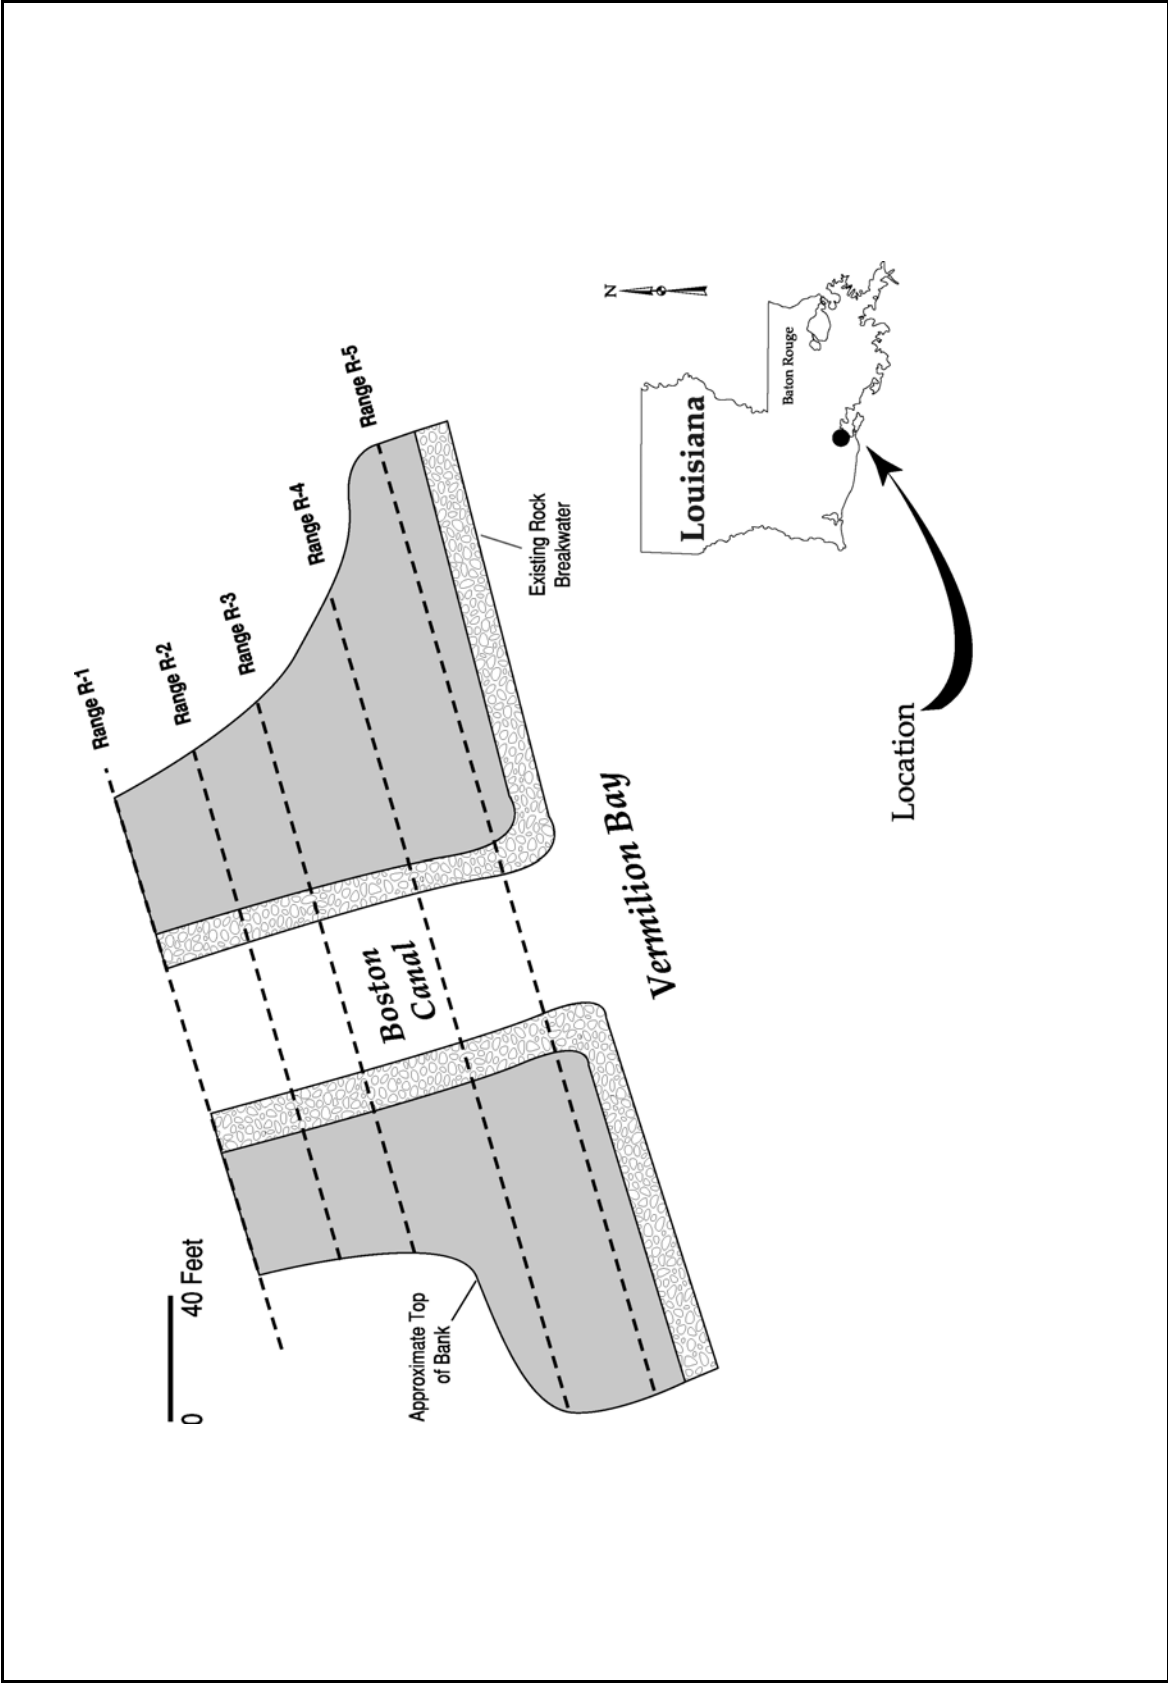 Range R-1
Range R-2
Range R-3
Range R-4
Range R-5
0 40 Feet
Approximate Top
of Bank
Boston
Canal
Existing Rock
Breakwater
Vermilion Bay
N
Louisiana
Baton Rouge
Location